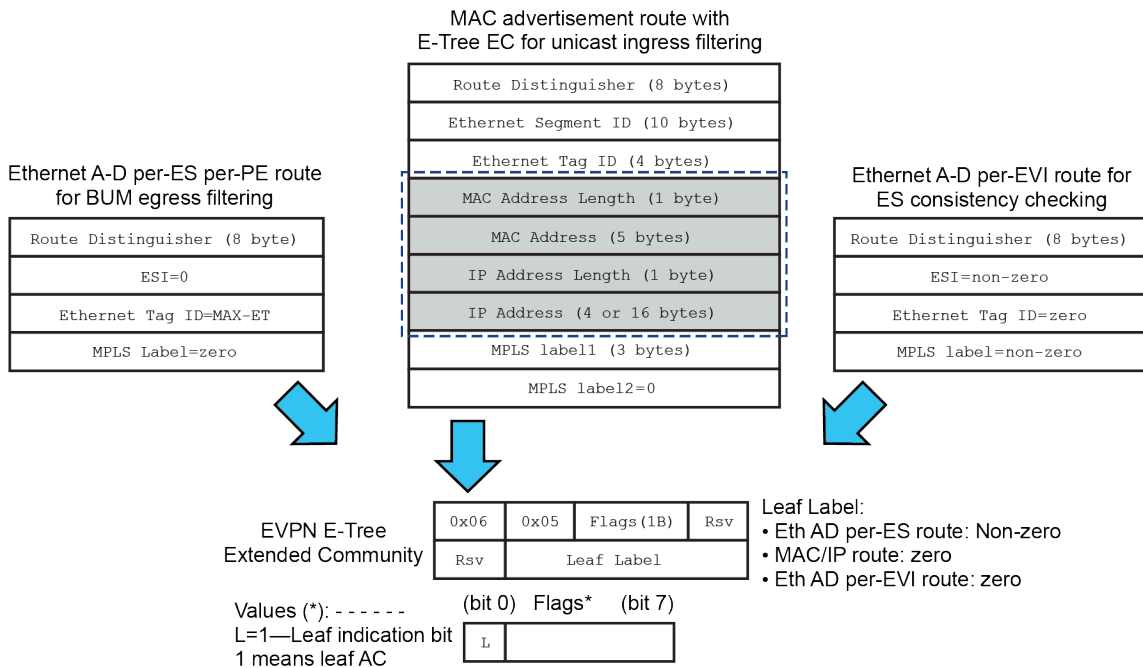 MAC advertisement route with
E-Tree EC for unicast ingress filtering
Route Distinguisher (8 bytes)
Ethernet Segment ID (10 bytes)
Ethernet Tag ID (4 bytes)
MAC Address Length (1 byte)
MAC Address (5 bytes)
IP Address Length (1 byte)
IP Address (4 or 16 bytes)
MPLS label1 (3 bytes)
MPLS label2=0
Ethernet A-D per-ES per-PE route
for BUM egress filtering
Route Distinguisher (8 byte)
ESI=0
Ethernet Tag ID=MAX-ET
MPLS Label=zero
Ethernet A-D per-EVI route for
ES consistency checking
Route Distinguisher (8 bytes)
ESI=non-zero
Ethernet Tag ID=zero
MPLS label=non-zero
EVPN E-Tree
Extended Community
0x06 0x05 Flags(1B) Rsv
Rsv Leaf Label
Leaf Label:
• Eth AD per-ES route: Non-zero
• MAC/IP route: zero
• Eth AD per-EVI route: zero
(bit 0) Flags* (bit 7)
L
Values (*): - - - - - -
L=1—Leaf indication bit
1 means leaf AC